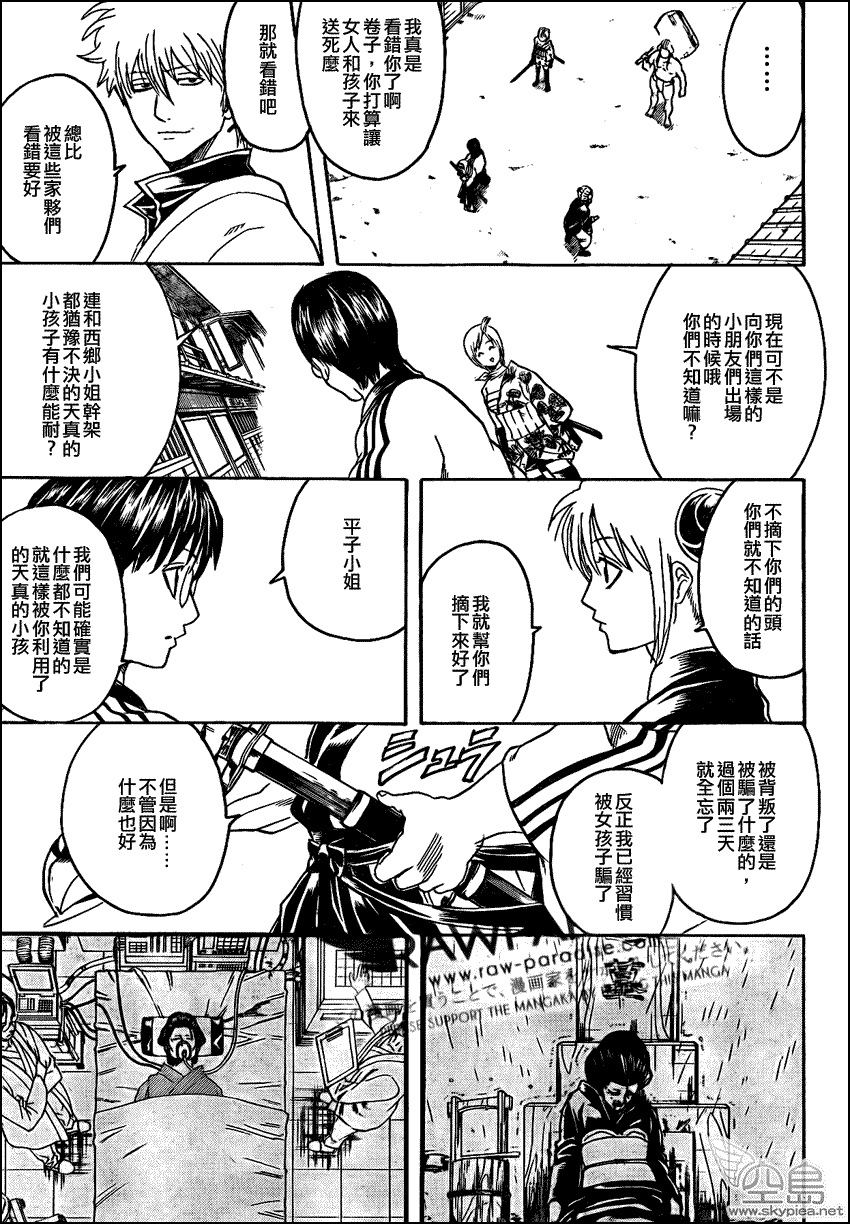 ……
我真是
看錯你了啊
卷子，你打算讓
女人和孩子來
送死麼
那就看錯吧
總比
被這些家夥們
看錯要好
現在可不是
向你們這樣的
小朋友們出場
的時候哦
你們不知道嘛？
連和西鄉小姐幹架
都猶豫不決的天真的
小孩子有什麼能耐？
不摘下你們的頭
你們就不知道的話
我就幫你們
摘下來好了
平子小姐
我們可能確實是
什麼都不知道的
就這樣被你利用了
的天真的小孩
被背叛了還是
被騙了什麼的，
過個兩三天
就全忘了
反正我已經習慣
被女孩子騙了
シュラ
但是啊……
不管因為
什麼也好
www.raw-paradise.com
SUPPORT THE MANGAKA BY
THIS MANGA
空島
www.skypiea.net